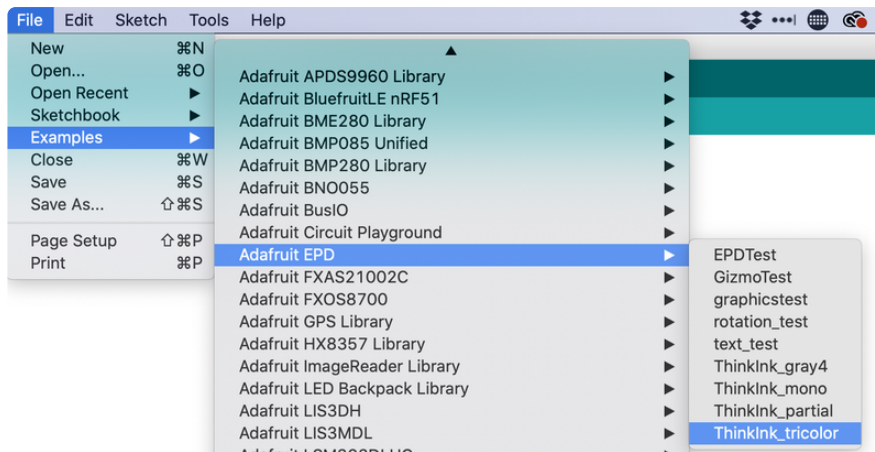 File Edit Sketch Tools Help
New ⌘N
Open... ⌘O
Open Recent ▶
Sketchbook ▶
Examples ▶
Close ⌘W
Save ⌘S
Save As... ⇧⌘S
Page Setup ⇧⌘P
Print ⌘P
▲
Adafruit APDS9960 Library ▶
Adafruit BluefruitLE nRF51 ▶
Adafruit BME280 Library ▶
Adafruit BMP085 Unified ▶
Adafruit BMP280 Library ▶
Adafruit BNO055 ▶
Adafruit BusIO ▶
Adafruit Circuit Playground ▶
Adafruit EPD ▶
Adafruit FXAS21002C ▶
Adafruit FXOS8700 ▶
Adafruit GPS Library ▶
Adafruit HX8357 Library ▶
Adafruit ImageReader Library ▶
Adafruit LED Backpack Library ▶
Adafruit LIS3DH ▶
Adafruit LIS3MDL ▶
EPDTest
GizmoTest
graphicstest
rotation_test
text_test
ThinkInk_gray4
ThinkInk_mono
ThinkInk_partial
ThinkInk_tricolor